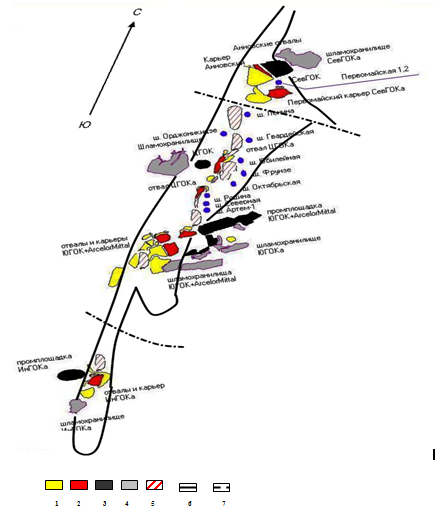 С
Анновские отвалы
Карьер
Анновский
шламохранилище
СевГОКа
СевГОК
Первомайская 1,2
Первомайский карьер СевГОКа
ш. Ленина
ш. Орджоникидзе
Шламохранилище
ЦГОК
ш. Гвардейская
отвал ЦГОКа
ш. Юбилейная
ш. Фрунзе
отвал ЦГОКа
ш. Октябрьская
ш. Родина
ш. Северная
ш. Артем-1
промплощадка
ЮГОК+ArcelorMittal
отвалы и карьеры
ЮГОК+ArcelorMittal
шламохранилище
ЮГОКа
шламохранилища
ЮГОК+ArcelorMittal
Ю
промплощадка
ИнГОКа
отвалы и карьер
ИнГОКа
шламохранилище
ИнГОКа
1 2 3 4 5 6 7